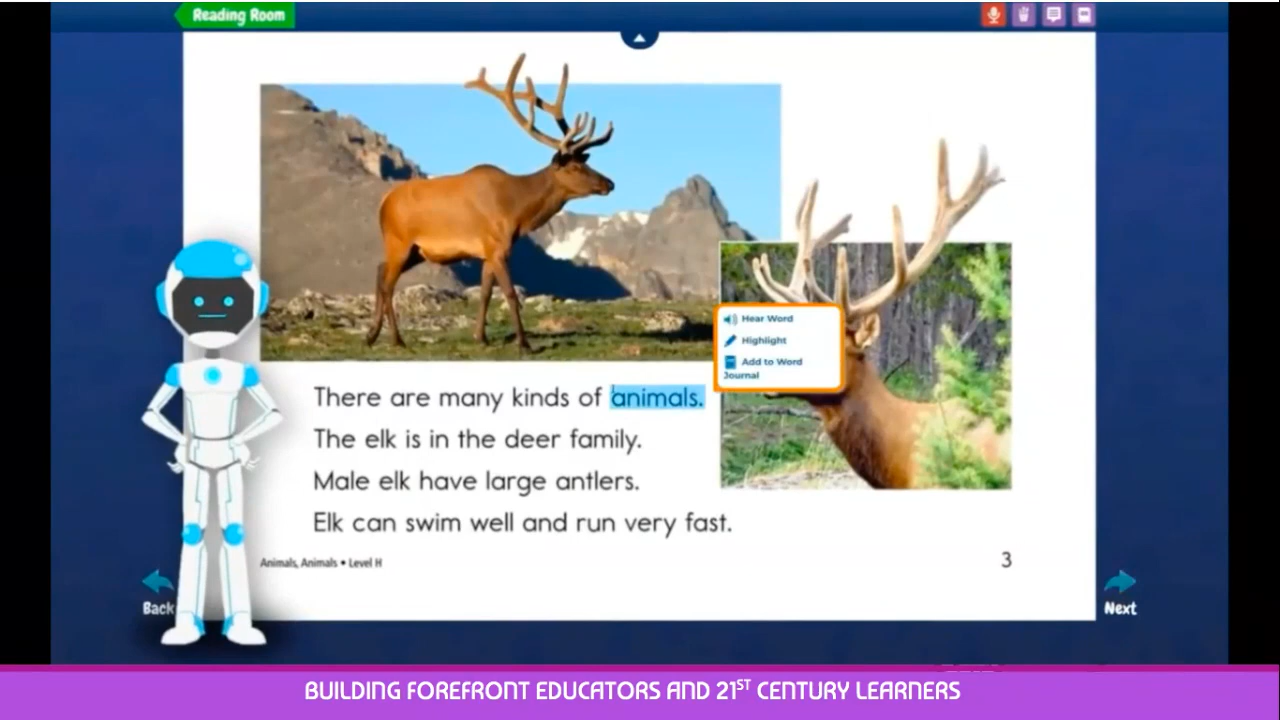 Reading Room
Hear Word
Highlight
Add to Word
Journal
There are many kinds of animals.
The elk is in the deer family.
Male elk have large antlers.
Elk can swim well and run very fast.
Animals, Animals • Level H
3
Back
Next
BUILDING FOREFRONT EDUCATORS AND 21ST CENTURY LEARNERS